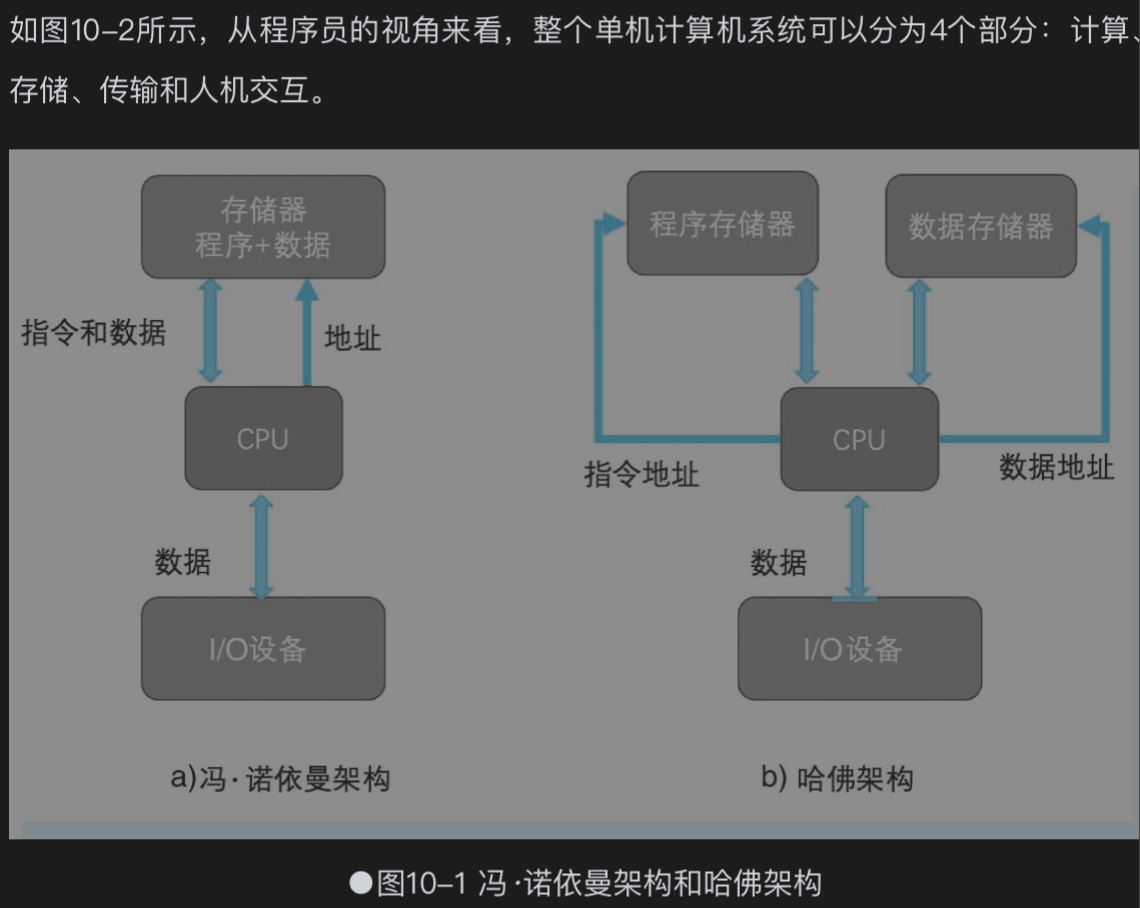 如图10-2所示，从程序员的视角来看，整个单机计算机系统可以分为4个部分：计算、
存储、传输和人机交互。
存储器
程序+数据
指令和数据
地址
CPU
数据
I/O设备
a)冯·诺依曼架构
程序存储器
数据存储器
指令地址
CPU
数据地址
数据
I/O设备
b) 哈佛架构
●图10-1 冯·诺依曼架构和哈佛架构